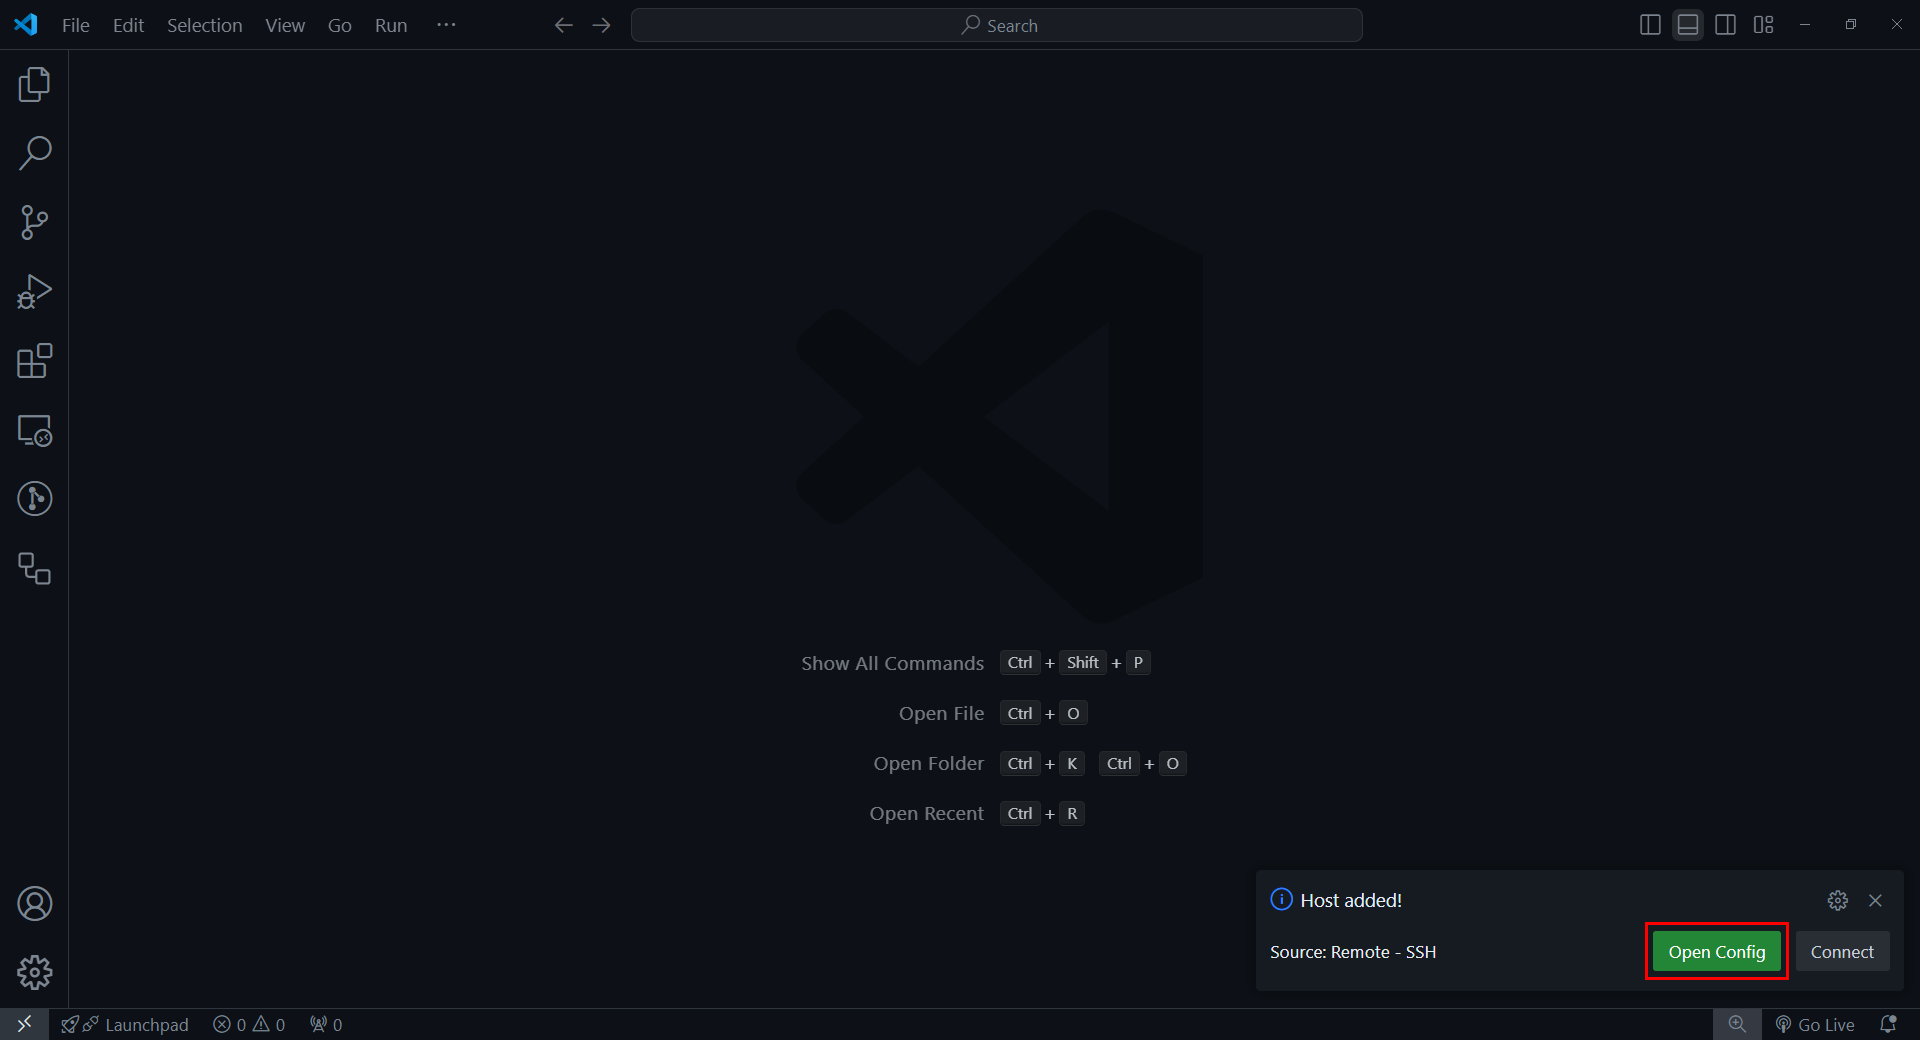 File Edit Selection View Go Run ···
Search
Show All Commands Ctrl + Shift + P
Open File Ctrl + O
Open Folder Ctrl + K Ctrl + O
Open Recent Ctrl + R
Host added!
Source: Remote - SSH Open Config Connect
Launchpad 0 0 0 Go Live